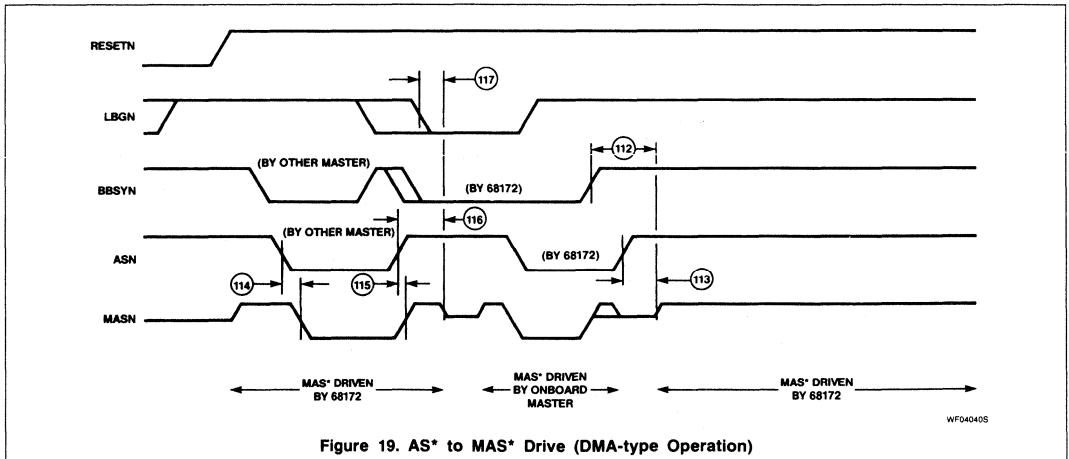 RESETN
117
LBGN
112
(BY OTHER MASTER)
BBSYN
(BY 68172)
116
(BY OTHER MASTER)
ASN
(BY 68172)
114
115
113
MASN
MAS* DRIVEN
BY 68172
MAS* DRIVEN
BY ONBOARD
MASTER
MAS* DRIVEN
BY 68172
WF04040S
Figure 19. AS* to MAS* Drive (DMA-type Operation)